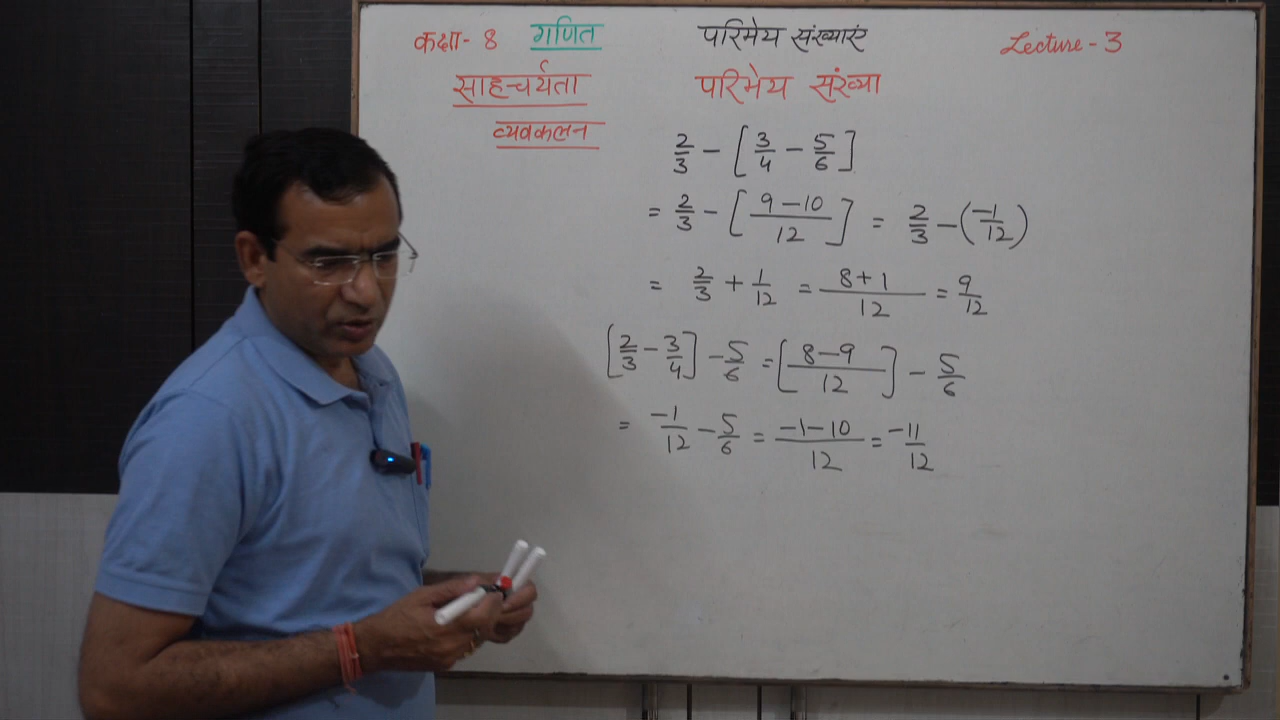 कक्षा- 8 गणित परिमेय संख्याएं Lecture-3
साहचर्यता परिमेय संख्या
व्यवकलन
2/3 - [3/4 - 5/6]
= 2/3 - [9-10/12] = 2/3 - (-1/12)
= 2/3 + 1/12 = 8+1/12 = 9/12
[2/3 - 3/4] - 5/6 = [8-9/12] - 5/6
= -1/12 - 5/6 = -1-10/12 = -11/12